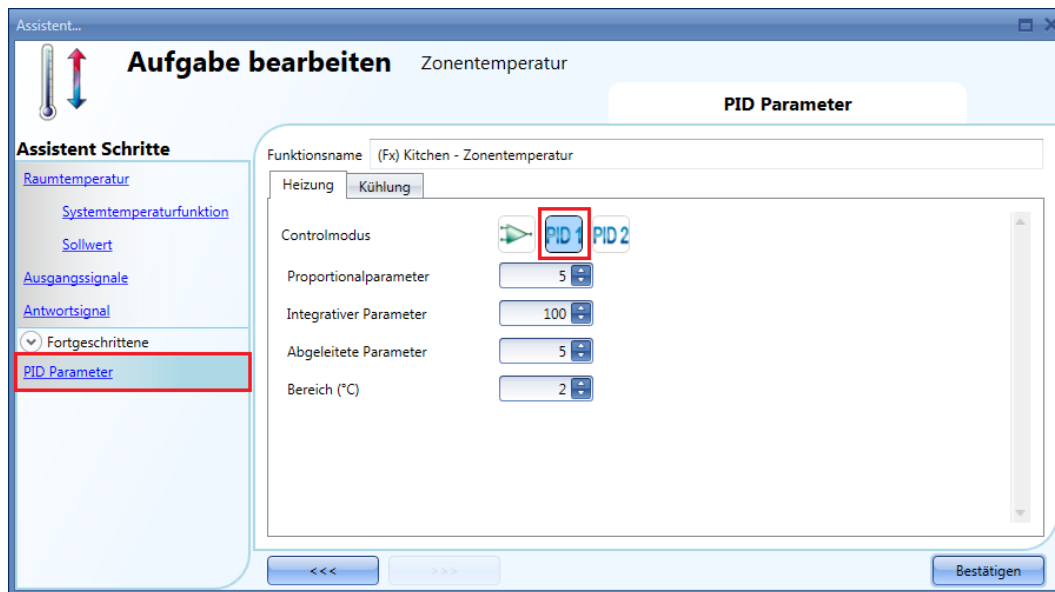 Assistent...
Aufgabe bearbeiten Zonentemperatur
PID Parameter
Assistent Schritte
Raumtemperatur
Systemtemperaturfunktion
Sollwert
Ausgangssignale
Antwortsignal
Fortgeschrittene
PID Parameter
Funktionsname (Fx) Kitchen - Zonentemperatur
Heizung Kühlung
Controlmodus PID 1 PID 2
Proportionalparameter 5
Integrativer Parameter 100
Abgeleitete Parameter 5
Bereich (°C) 2
<<< >>> Bestätigen